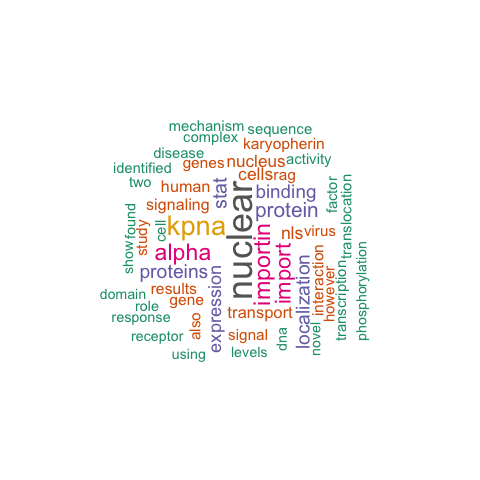 mechanism
sequence
complex
karyopherin
disease
genes
nucleus
activity
identified
cells
rag
two
human
stat
binding
factor
translocation
signaling
protein
found
cell
kpna
nuclear
nls
virus
show
study
alpha
importin
import
proteins
localization
interaction
however
transcription
phosphorylation
domain
results
expression
role
gene
transport
response
also
signal
dna
novel
receptor
using
levels